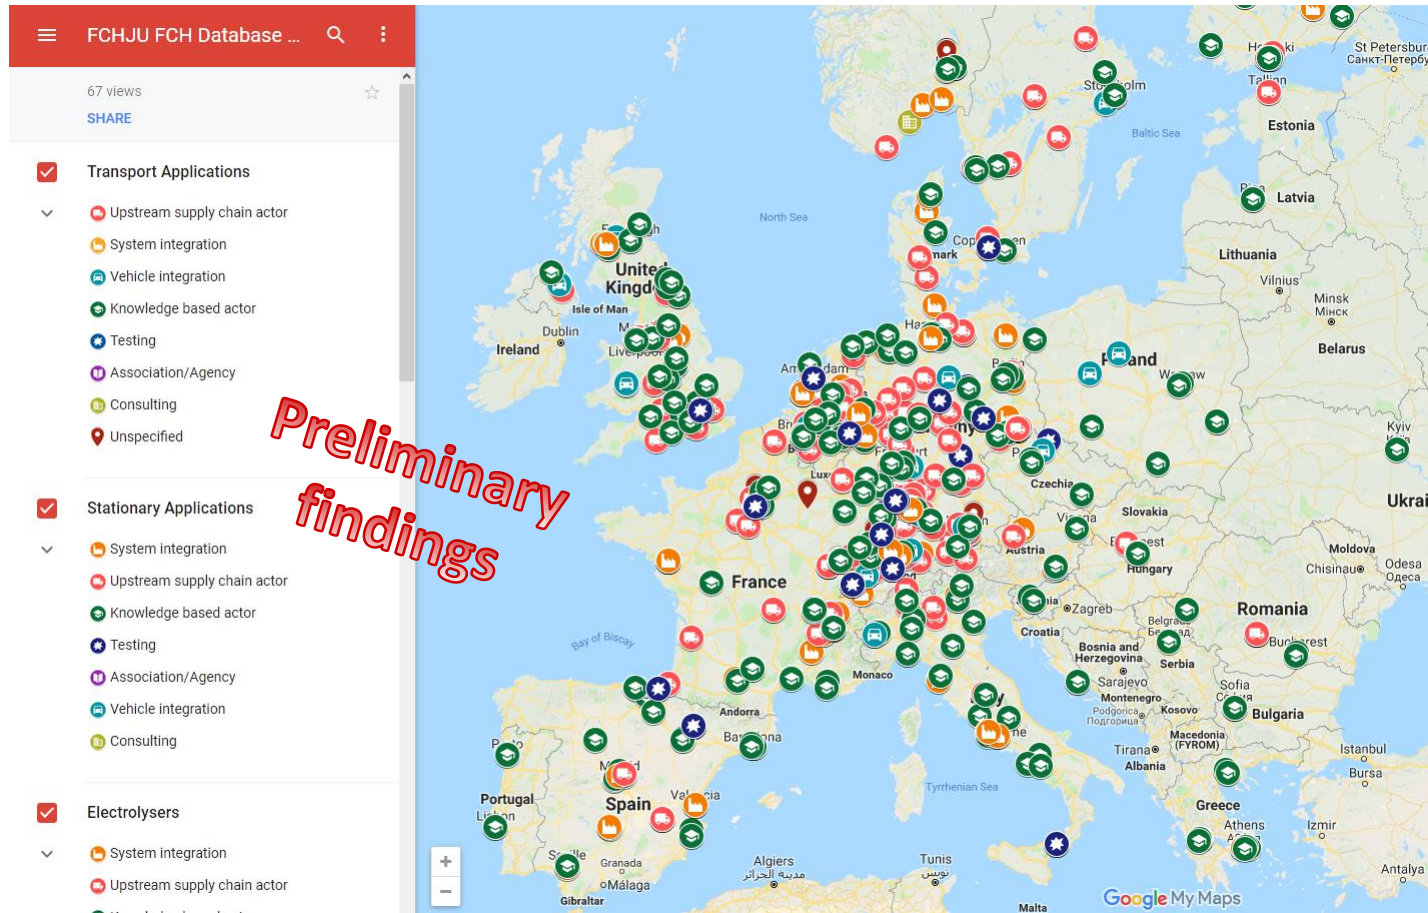 FCHJU FCH Database ...
67 views
SHARE
Transport Applications
Upstream supply chain actor
System integration
Vehicle integration
Knowledge based actor
Testing
Association/Agency
Consulting
Unspecified
Stationary Applications
System integration
Upstream supply chain actor
Knowledge based actor
Testing
Association/Agency
Vehicle integration
Consulting
Electrolysers
System integration
Upstream supply chain actor
Preliminary
findings
St Petersbur
Санкт-Петербу
Tallinn
Estonia
Baltic Sea
Latvia
North Sea
Lithuania
Vilnius
Minsk
Мінск
Belarus
United
Isle of Man
Dublin
Ireland
Kyiv
Czechia
Ukrai
Slovakia
Austria
Moldova
Chisinau
Odesa
Одеса
Hungary
France
Zagreb
Romania
Croatia
Bay of Biscay
Bosnia and
Herzegovina
Serbia
Monaco
Sarajevo
Montenegro
Kosovo
Sofia
Podgorica
Подгорица
Bulgaria
Andorra
Macedonia
(FYROM)
Tirana
Albania
Istanbul
Bursa
Tyrrhenian Sea
Portugal
Spain
Greece
Athens
Izmir
Granada
Málaga
Gibraltar
Algiers
مدينة الجزائر
Tunis
تونس
Antalya
Malta
Google My Maps